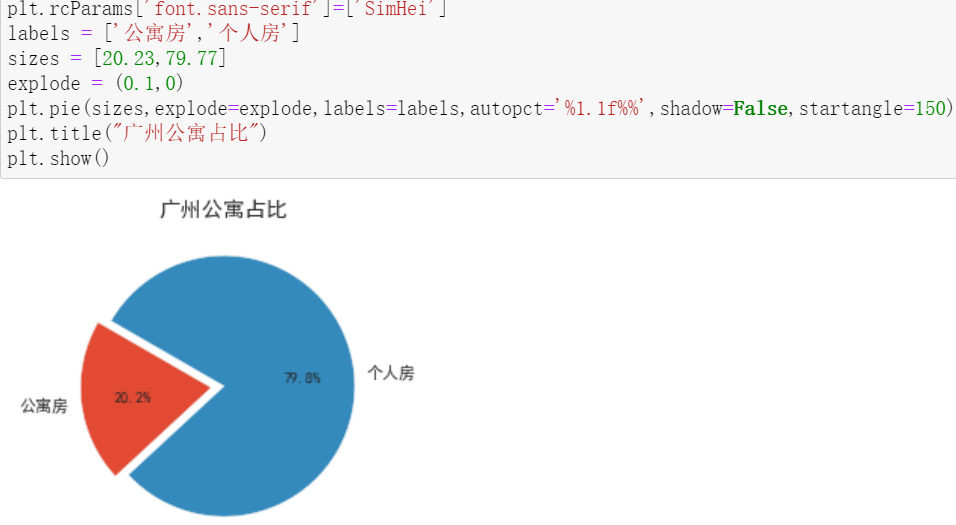 plt.rcParams['font.sans-serif']=['SimHei']
labels = ['公寓房','个人房']
sizes = [20.23,79.77]
explode = (0.1,0)
plt.pie(sizes,explode=explode,labels=labels,autopct='%1.1f%%',shadow=False,startangle=150)
plt.title("广州公寓占比")
plt.show()
广州公寓占比
79.8%
个人房
20.2%
公寓房